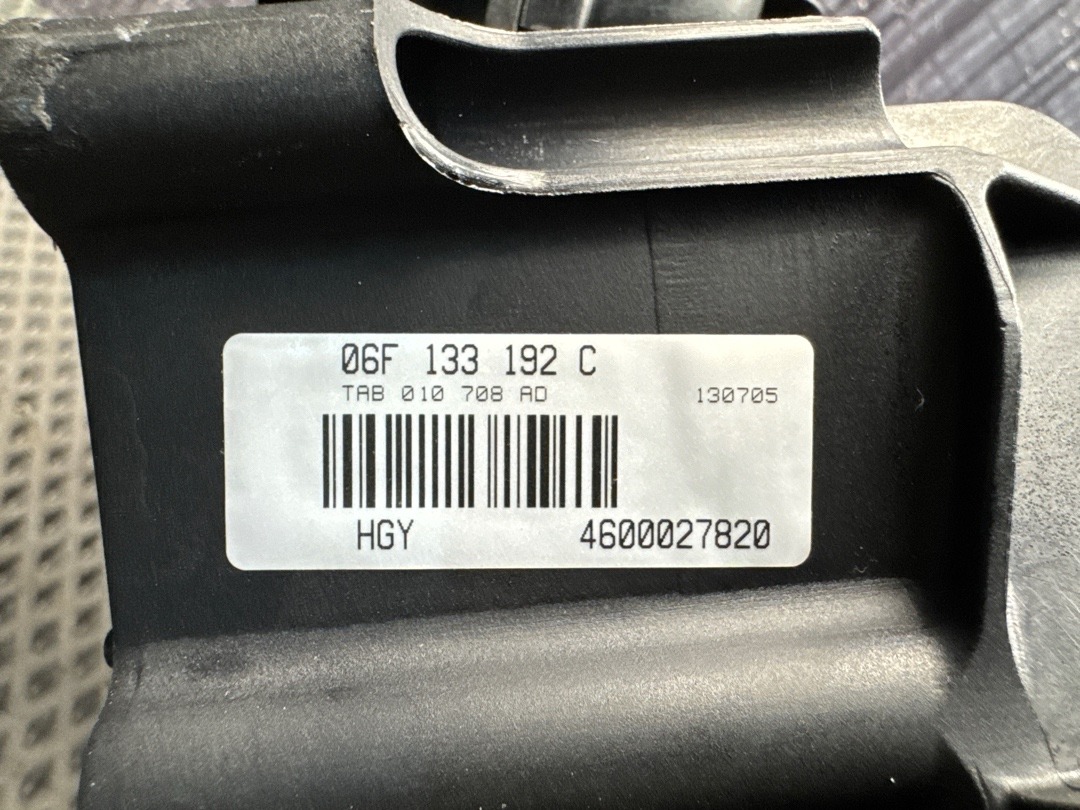 06F 133 192 C
TAB 010 708 AD 130705
HGY 4600027820